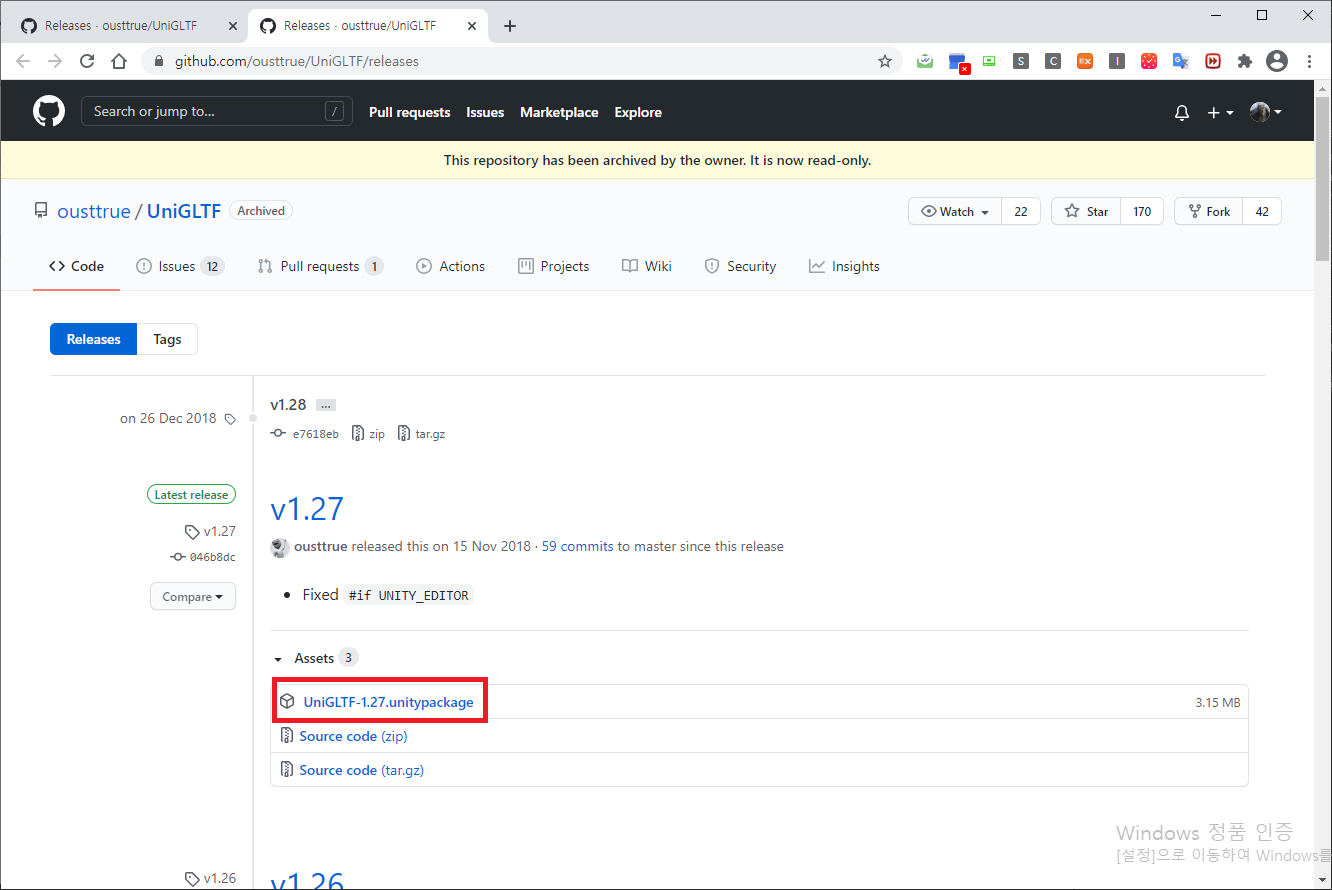 Releases · ousttrue/UniGLTF
Releases · ousttrue/UniGLTF
github.com/ousttrue/UniGLTF/releases
S C EX I
Search or jump to... /
Pull requests Issues Marketplace Explore
This repository has been archived by the owner. It is now read-only.
ousttrue / UniGLTF Archived
Watch 22 Star 170 Fork 42
Code Issues 12 Pull requests 1 Actions Projects Wiki Security Insights
Releases Tags
on 26 Dec 2018
v1.28 ...
e7618eb zip tar.gz
Latest release
v1.27
046b8dc
Compare
v1.27
ousttrue released this on 15 Nov 2018 · 59 commits to master since this release
• Fixed #if UNITY_EDITOR
Assets 3
UniGLTF-1.27.unitypackage 3.15 MB
Source code (zip)
Source code (tar.gz)
Windows 정품 인증
[설정]으로 이동하여 Windows를
v1.26
v1.26